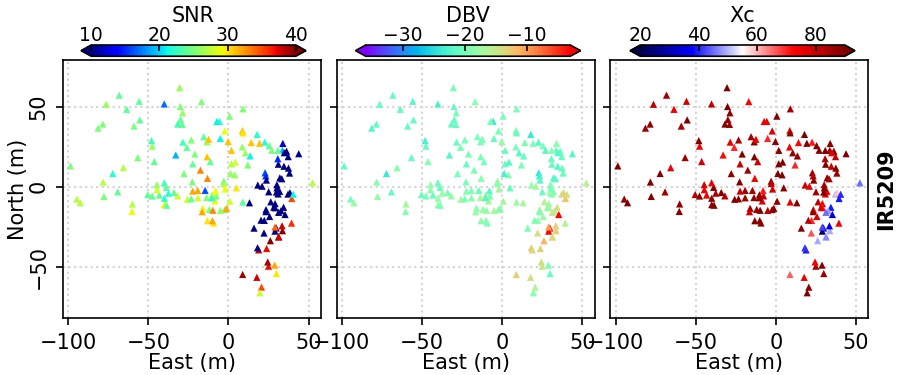 SNR DBV Xc
10 20 30 40 −30 −20 −10 20 40 60 80
50
0
−50
North (m)
−100 −50 0 50 −100 −50 0 50 −100 −50 0 50
East (m) East (m) East (m)
IR5209